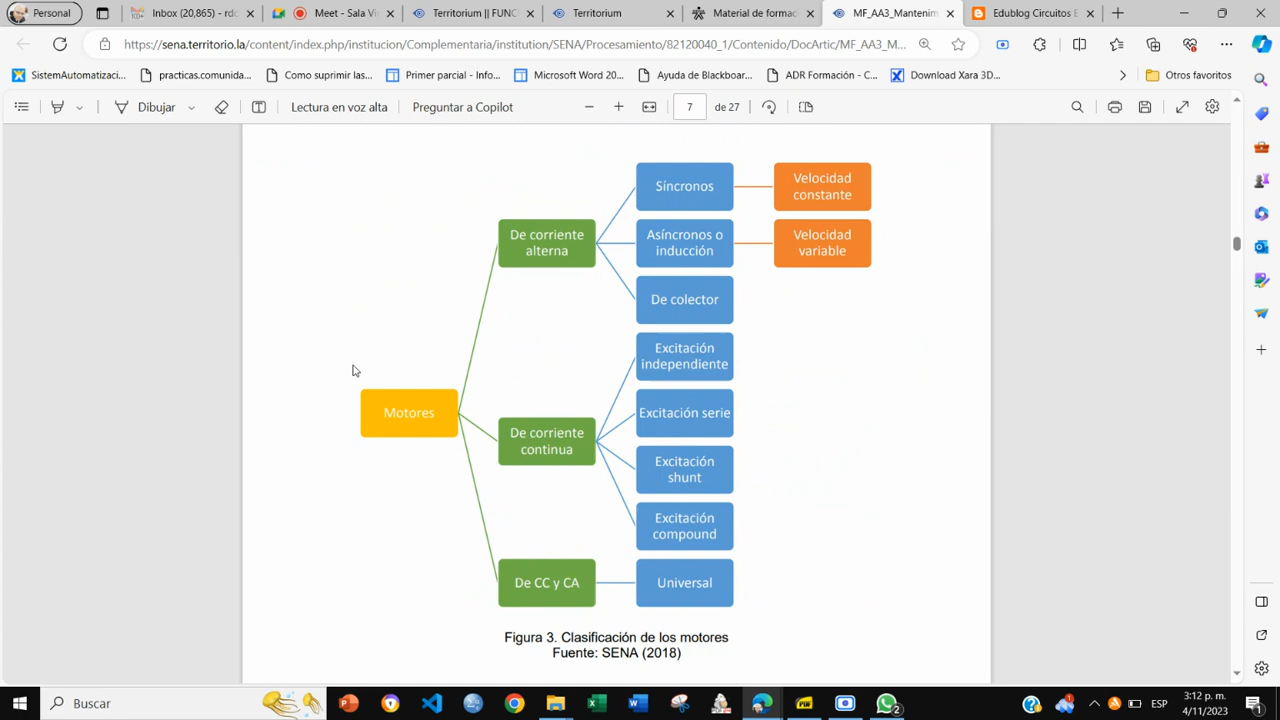 Personal
Inbox (20,865) - rdc
Meet - Sala Vi
Territorium || FUNC
Territorium
Material de formac
MF_AA3_Mantenim
Edublog Circuitos E
https://sena.territorio.la/content/index.php/institucion/Complementaria/institution/SENA/Procesamiento/82120040_1/Contenido/DocArtic/MF_AA3_M...
SistemAutomatizaci...
practicas.comunida...
Como suprimir las...
Primer parcial - Info...
Microsoft Word 20...
Ayuda de Blackboar...
ADR Formación - C...
Download Xara 3D...
Otros favoritos
Dibujar
Lectura en voz alta
Preguntar a Copilot
7
de 27
Síncronos
Velocidad
constante
De corriente
alterna
Asíncronos o
inducción
Velocidad
variable
De colector
Excitación
independiente
Motores
De corriente
continua
Excitación serie
Excitación
shunt
Excitación
compound
De CC y CA
Universal
Figura 3. Clasificación de los motores
Fuente: SENA (2018)
Buscar
2
ESP
3:12 p. m.
4/11/2023
1